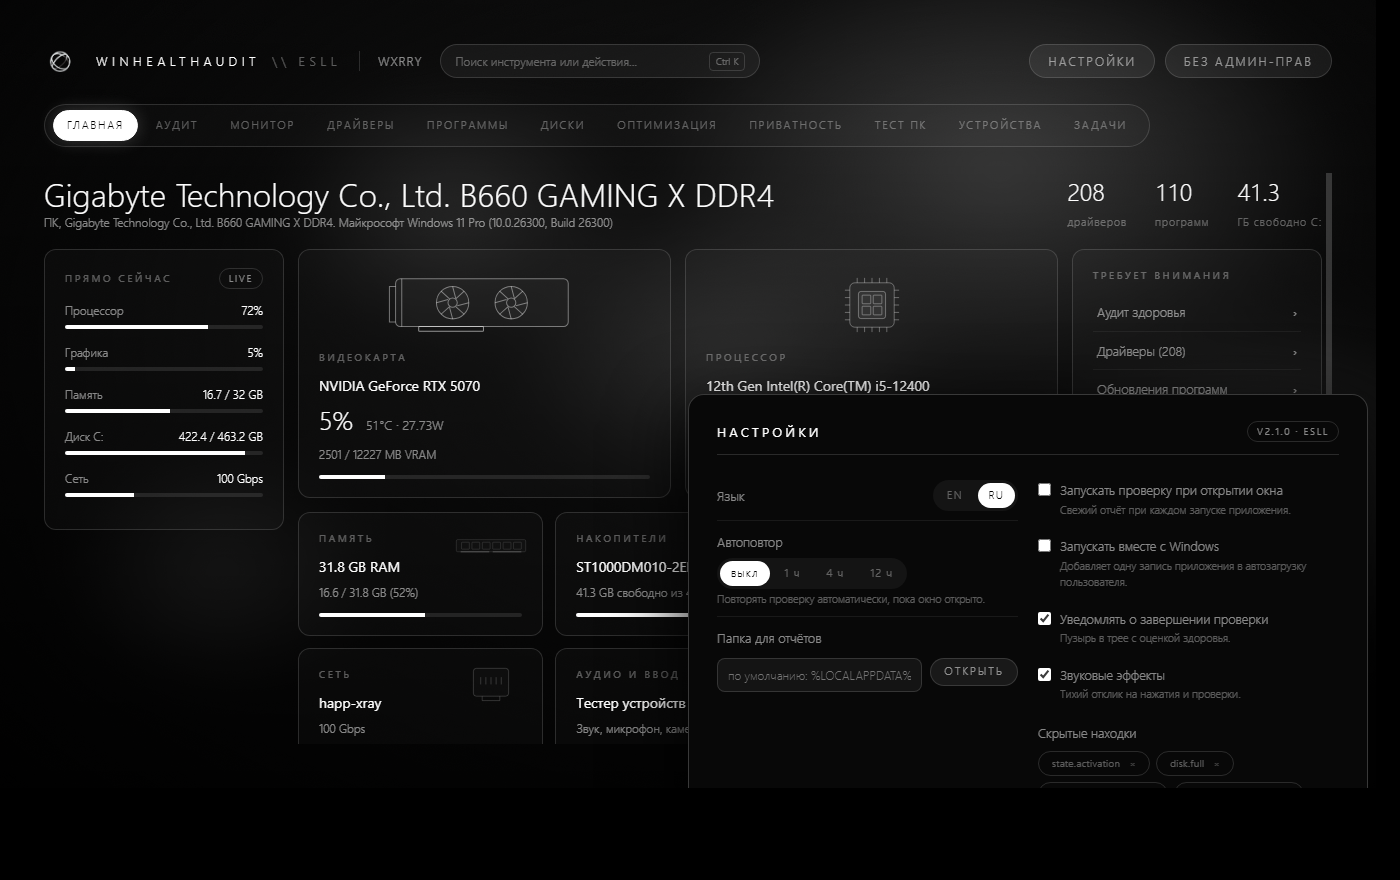 WINHEALTHAUDIT \\ ESLL WXRRY Поиск инструмента или действия... Ctrl K НАСТРОЙКИ БЕЗ АДМИН-ПРАВ
ГЛАВНАЯ АУДИТ МОНИТОР ДРАЙВЕРЫ ПРОГРАММЫ ДИСКИ ОПТИМИЗАЦИЯ ПРИВАТНОСТЬ ТЕСТ ПК УСТРОЙСТВА ЗАДАЧИ
Gigabyte Technology Co., Ltd. B660 GAMING X DDR4
ПК, Gigabyte Technology Co., Ltd. B660 GAMING X DDR4. Майкрософт Windows 11 Pro (10.0.26300, Build 26300)
208 110 41.3
драйверов программ ГБ свободно C:
ПРЯМО СЕЙЧАС LIVE
Процессор 72%
Графика 5%
Память 16.7 / 32 GB
Диск C: 422.4 / 463.2 GB
Сеть 100 Gbps
ВИДЕОКАРТА
NVIDIA GeForce RTX 5070
5% 51°C · 27.73W
2501 / 12227 MB VRAM
ПРОЦЕССОР
12th Gen Intel(R) Core(TM) i5-12400
ТРЕБУЕТ ВНИМАНИЯ
Аудит здоровья ›
Драйверы (208) ›
Обновления программ ›
ПАМЯТЬ
31.8 GB RAM
16.6 / 31.8 GB (52%)
НАКОПИТЕЛИ
ST1000DM010-2E
41.3 GB свободно из
СЕТЬ
happ-xray
100 Gbps
АУДИО И ВВОД
Тестер устройств
Звук, микрофон, каме
НАСТРОЙКИ V2.1.0 · ESLL
Язык EN RU
Автоповтор
ВЫКЛ 1 ч 4 ч 12 ч
Повторять проверку автоматически, пока окно открыто.
Папка для отчётов
по умолчанию: %LOCALAPPDATA% ОТКРЫТЬ
Запускать проверку при открытии окна
Свежий отчёт при каждом запуске приложения.
Запускать вместе с Windows
Добавляет одну запись приложения в автозагрузку
пользователя.
Уведомлять о завершении проверки
Пузырь в трее с оценкой здоровья.
Звуковые эффекты
Тихий отклик на нажатия и проверки.
Скрытые находки
state.activation × disk.full ×